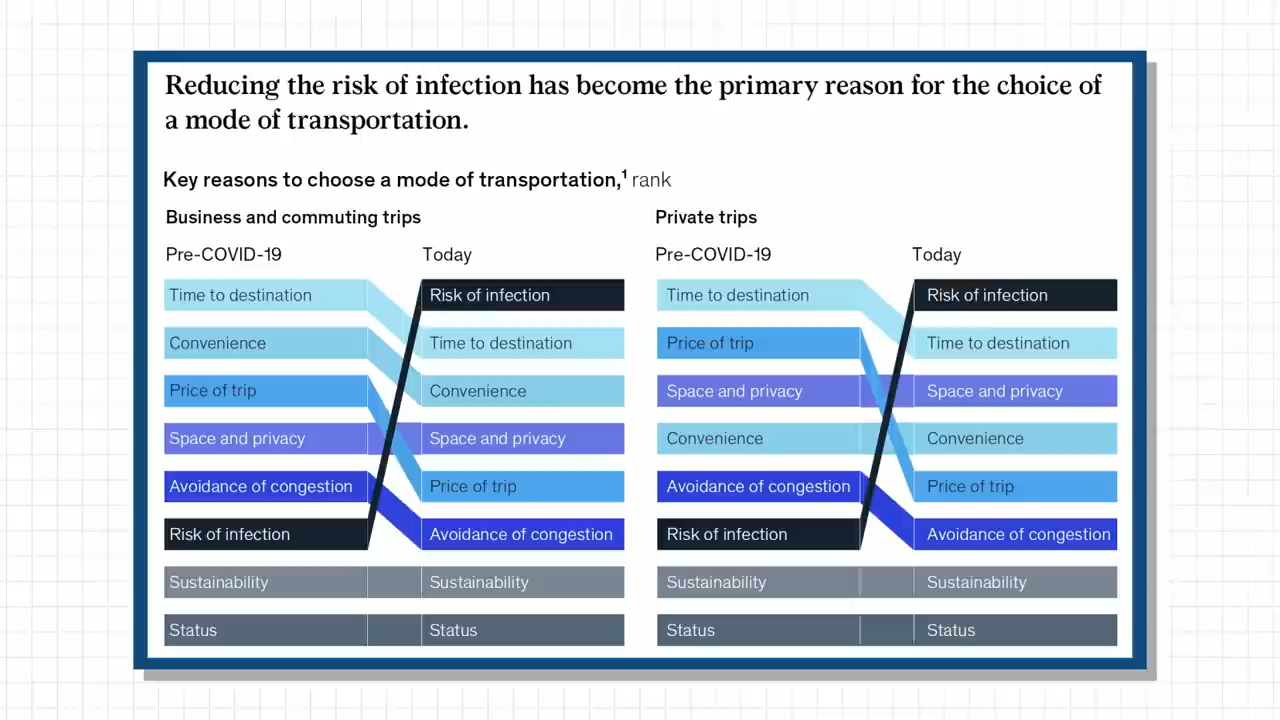 Reducing the risk of infection has become the primary reason for the choice of
a mode of transportation.
Key reasons to choose a mode of transportation,¹ rank
Business and commuting trips
Pre-COVID-19
Today
Time to destination
Convenience
Price of trip
Space and privacy
Avoidance of congestion
Risk of infection
Sustainability
Status
Risk of infection
Time to destination
Convenience
Space and privacy
Price of trip
Avoidance of congestion
Sustainability
Status
Private trips
Pre-COVID-19
Today
Time to destination
Price of trip
Space and privacy
Convenience
Avoidance of congestion
Risk of infection
Sustainability
Status
Risk of infection
Time to destination
Space and privacy
Convenience
Price of trip
Avoidance of congestion
Sustainability
Status